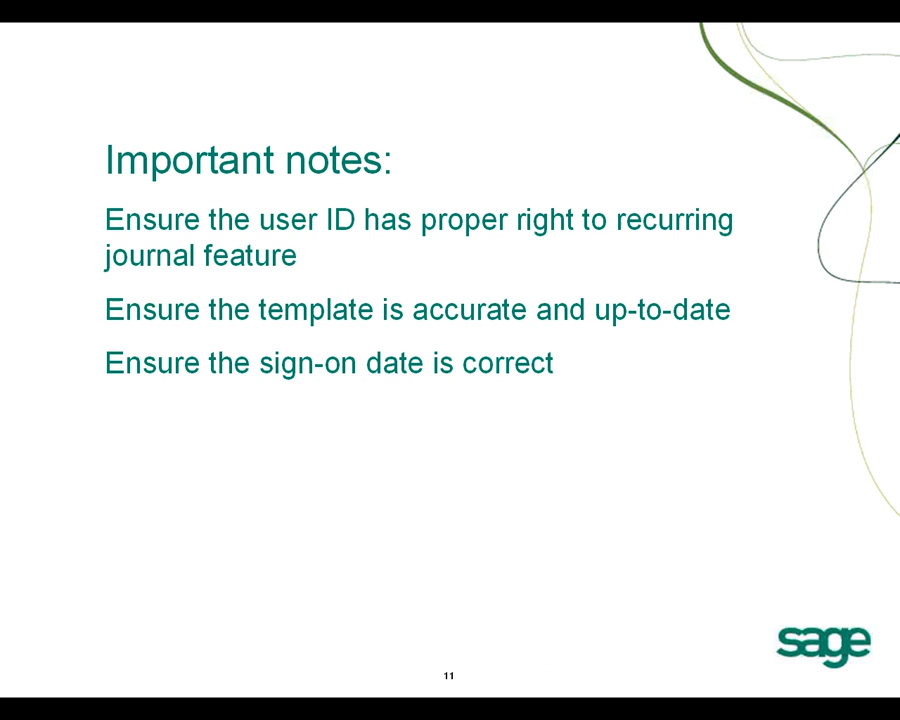 Important notes:
Ensure the user ID has proper right to recurring
journal feature
Ensure the template is accurate and up-to-date
Ensure the sign-on date is correct
sage
11